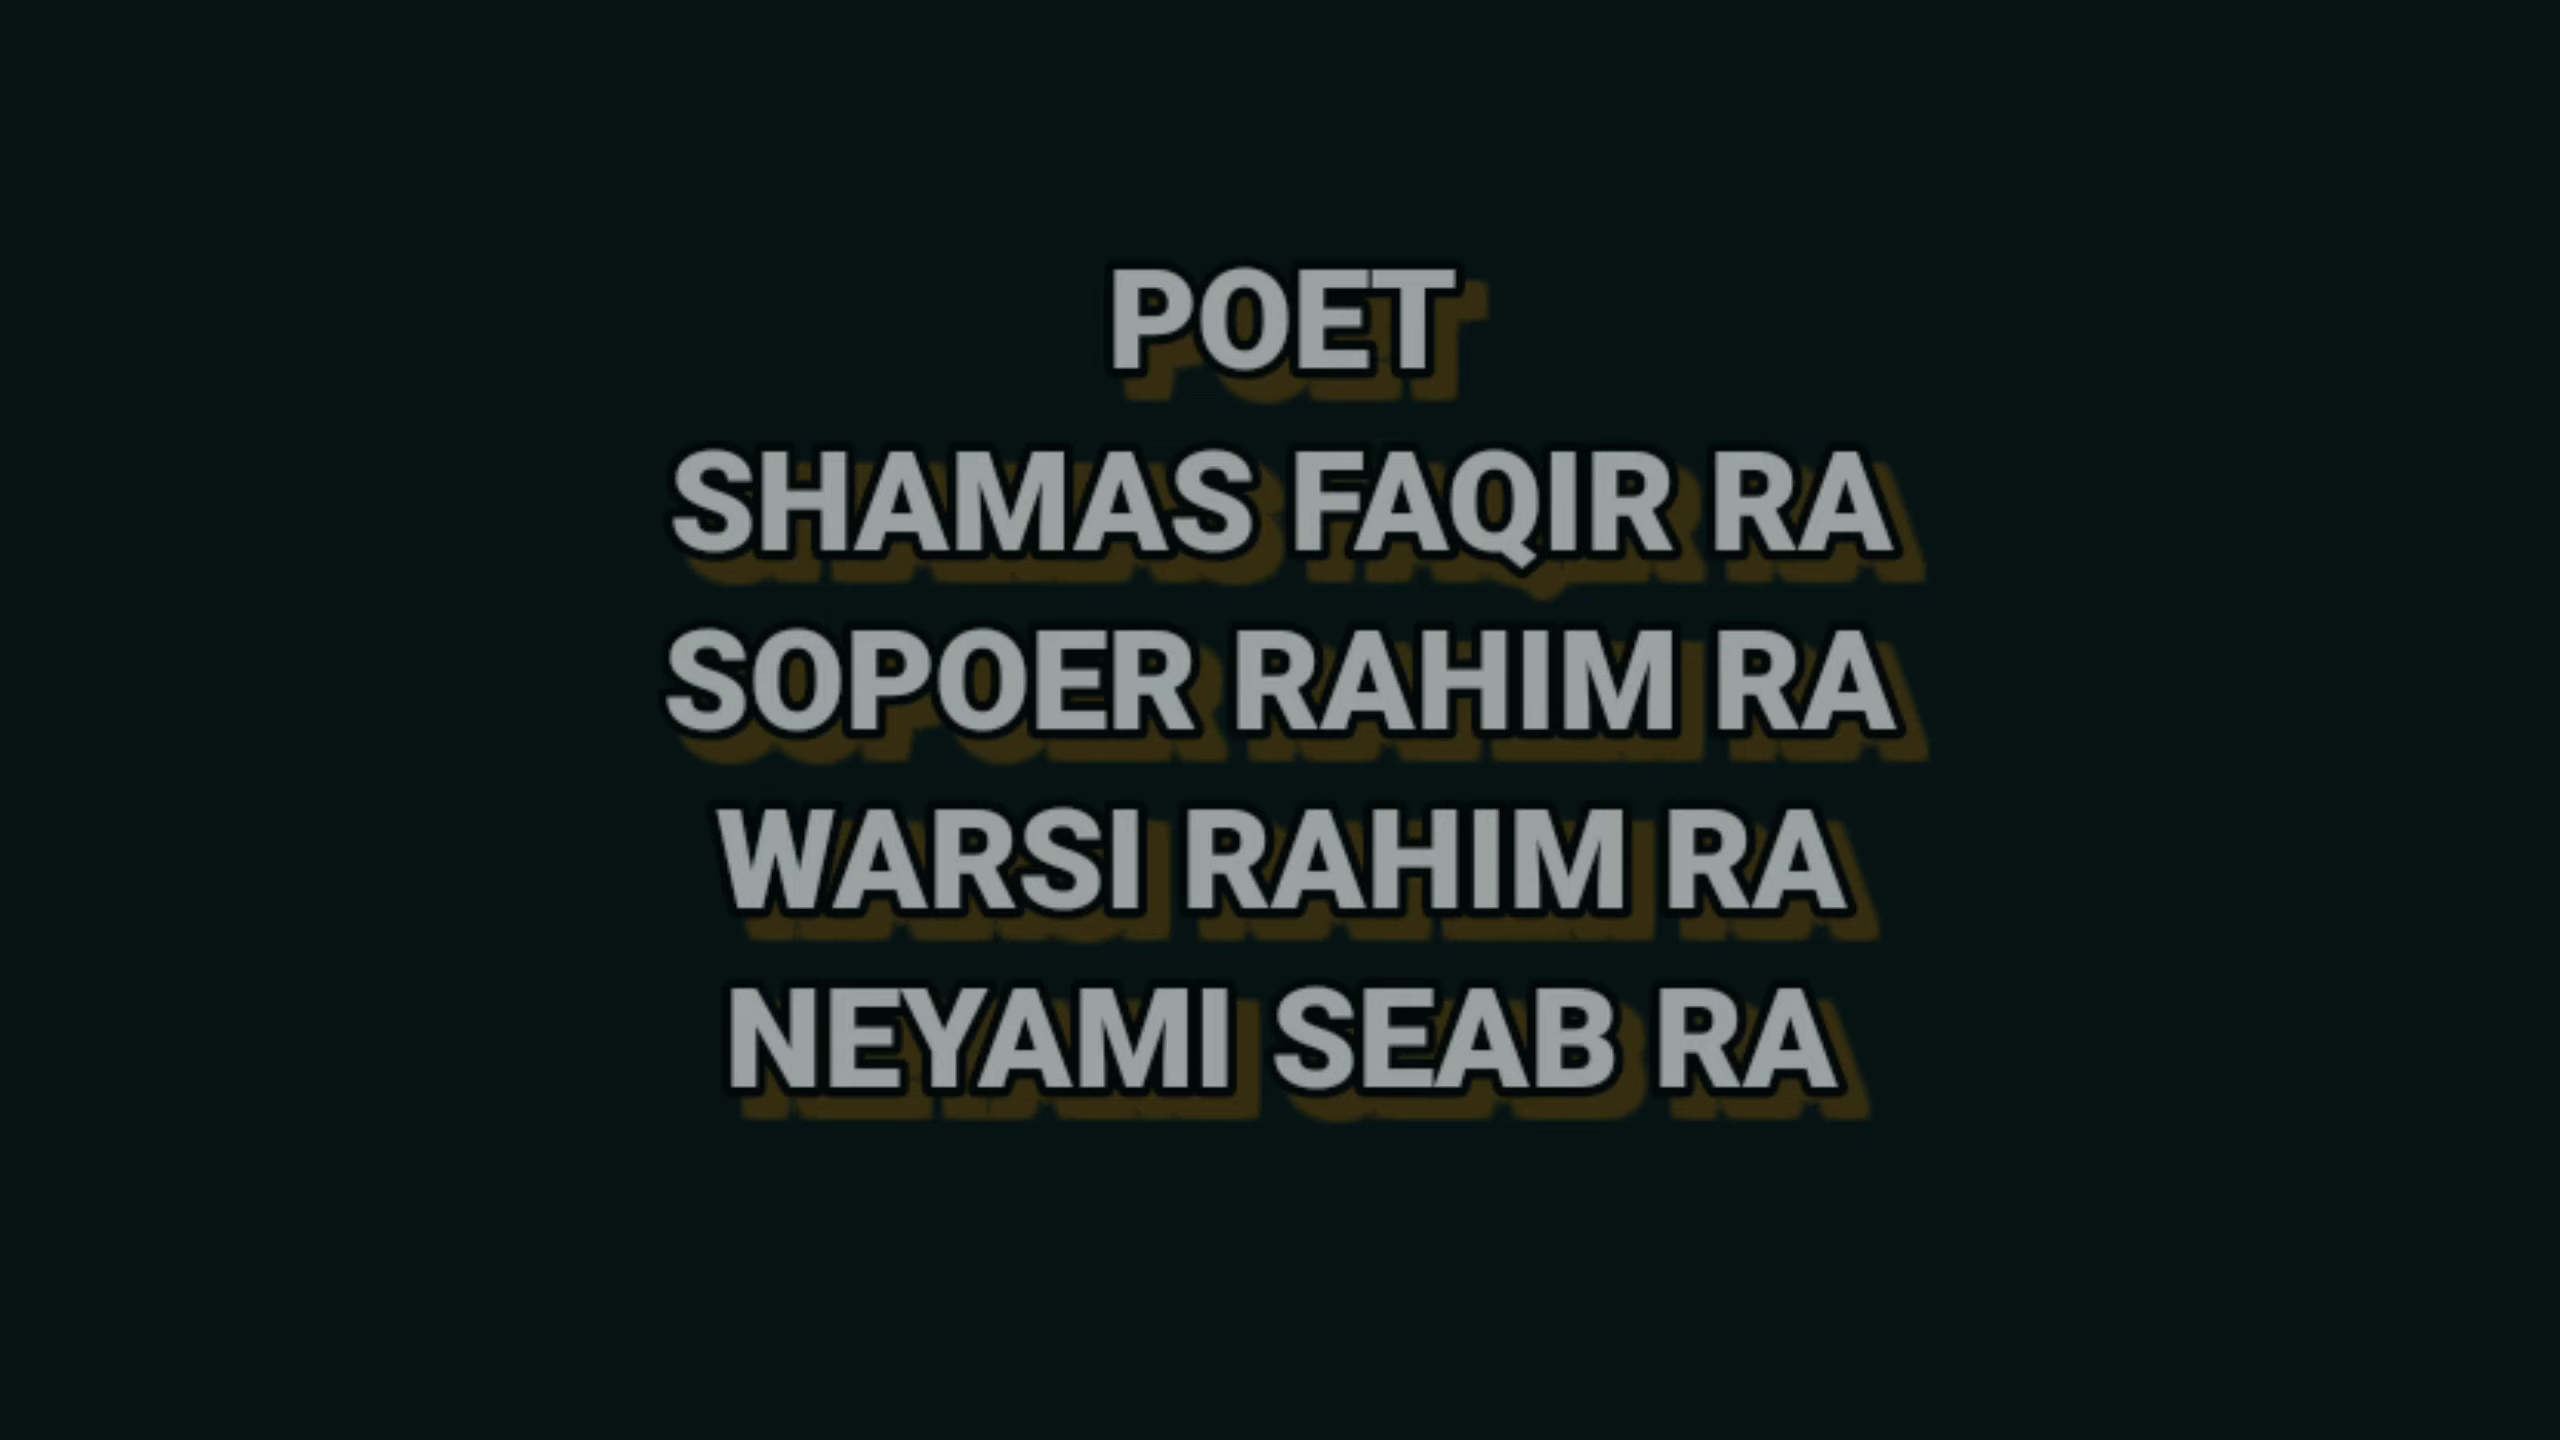 POET
SHAMAS FAQIR RA
SOPOER RAHIM RA
WARSI RAHIM RA
NEYAMI SEAB RA